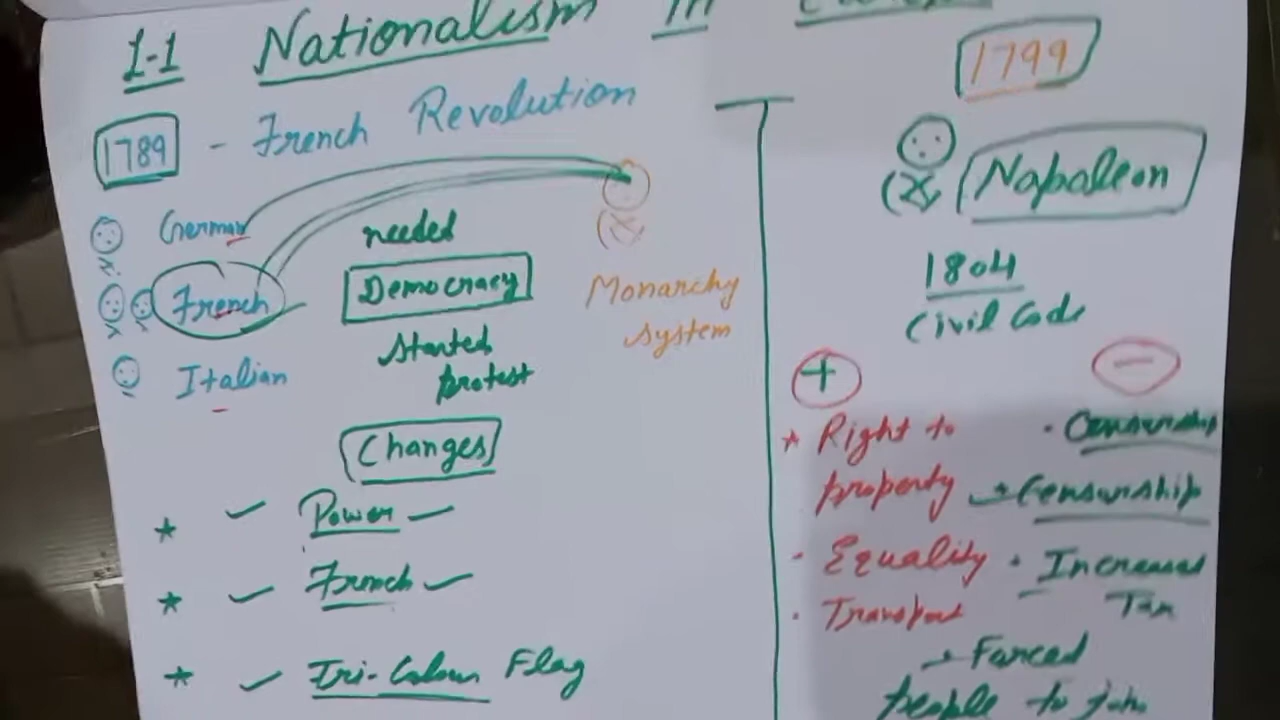 1-1 Nationalism in
1789 - French Revolution
German
French
Italian
needed
Democracy
started
protest
Monarchy
system
Changes
Power
French
Tri-Colour Flag
1799
Napoleon
1804
Civil Code
+
Right to
property
Equality
Transport
-
Censorship
Censorship
Increased
Tax
Forced
people to join